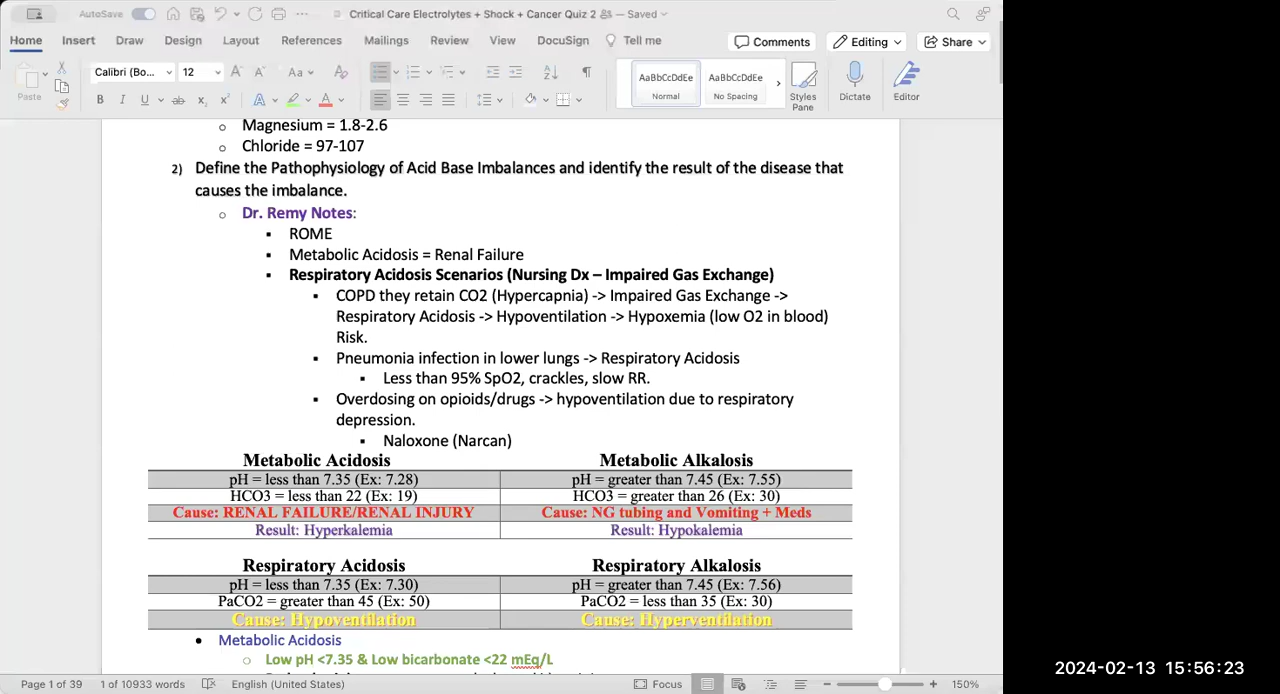 AutoSave
Critical Care Electrolytes + Shock + Cancer Quiz 2 — Saved
Home Insert Draw Design Layout References Mailings Review View DocuSign Tell me Comments Editing Share
Paste
Calibri (Bo... 12
Aa
B I U ab x₂ x²
AaBbCcDdEe AaBbCcDdEe
Normal No Spacing
Styles Pane
Dictate
Editor
○ Magnesium = 1.8-2.6
○ Chloride = 97-107
2) Define the Pathophysiology of Acid Base Imbalances and identify the result of the disease that
causes the imbalance.
○ Dr. Remy Notes:
▪ ROME
▪ Metabolic Acidosis = Renal Failure
▪ Respiratory Acidosis Scenarios (Nursing Dx – Impaired Gas Exchange)
▪ COPD they retain CO2 (Hypercapnia) -> Impaired Gas Exchange ->
Respiratory Acidosis -> Hypoventilation -> Hypoxemia (low O2 in blood)
Risk.
▪ Pneumonia infection in lower lungs -> Respiratory Acidosis
▪ Less than 95% SpO2, crackles, slow RR.
▪ Overdosing on opioids/drugs -> hypoventilation due to respiratory
depression.
▪ Naloxone (Narcan)
Metabolic Acidosis Metabolic Alkalosis
pH = less than 7.35 (Ex: 7.28) pH = greater than 7.45 (Ex: 7.55)
HCO3 = less than 22 (Ex: 19) HCO3 = greater than 26 (Ex: 30)
Cause: RENAL FAILURE/RENAL INJURY Cause: NG tubing and Vomiting + Meds
Result: Hyperkalemia Result: Hypokalemia
Respiratory Acidosis Respiratory Alkalosis
pH = less than 7.35 (Ex: 7.30) pH = greater than 7.45 (Ex: 7.56)
PaCO2 = greater than 45 (Ex: 50) PaCO2 = less than 35 (Ex: 30)
Cause: Hypoventilation Cause: Hyperventilation
• Metabolic Acidosis
○ Low pH <7.35 & Low bicarbonate <22 mEq/L
Page 1 of 39 1 of 10933 words English (United States) Focus 150%
2024-02-13 15:56:23